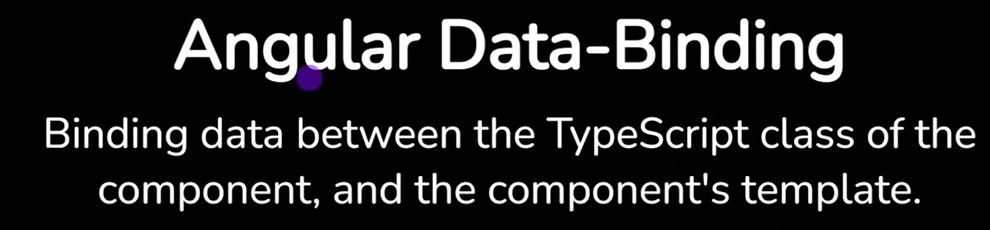 Angular Data-Binding
Binding data between the TypeScript class of the
component, and the component's template.